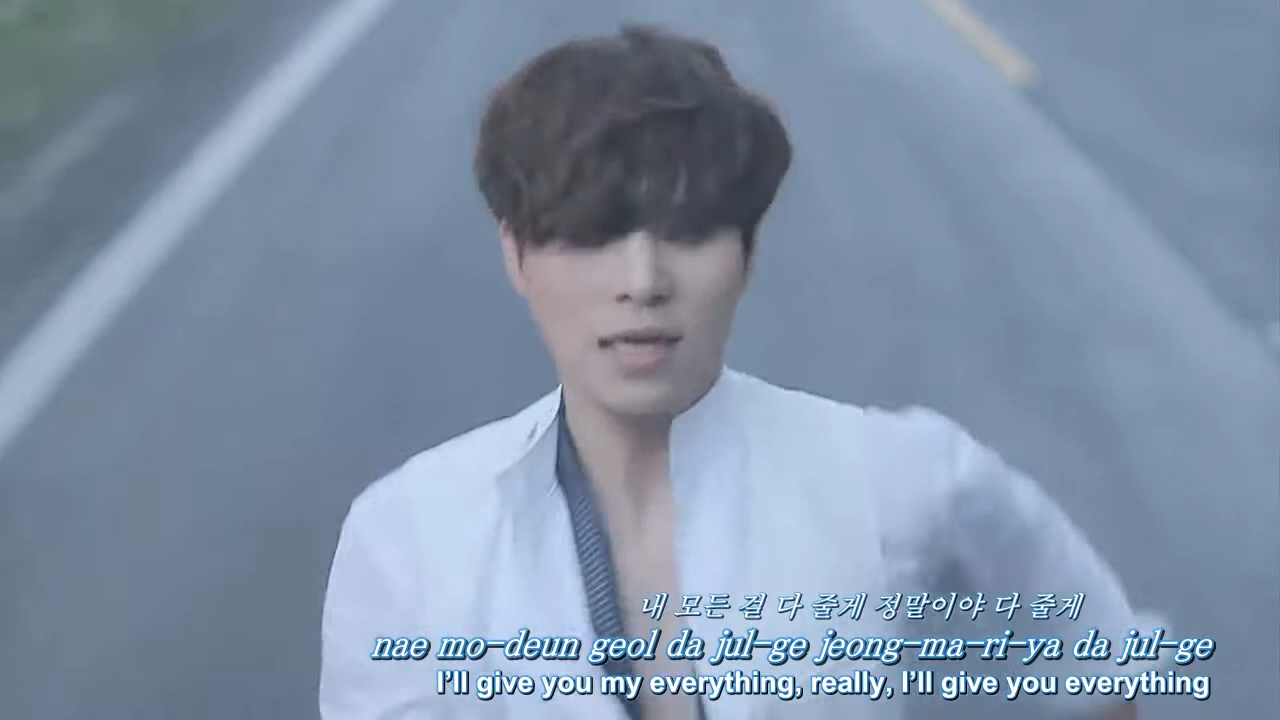 내 모든 걸 다 줄게 정말이야 다 줄게
nae mo-deun geol da jul-ge jeong-ma-ri-ya da jul-ge
I'll give you my everything, really, I'll give you everything